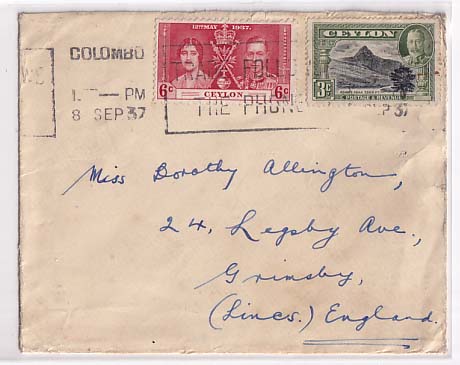 COLOMBO
PM
8 SEP 37
12TH MAY 1937.
6c CEYLON 6c
CEYLON
3c
POSTAGE & REVENUE
THE PHONE
37
Miss Dorothy Allington,
24, Legsby Ave.,
Grimsby,
(Lincs.) England.